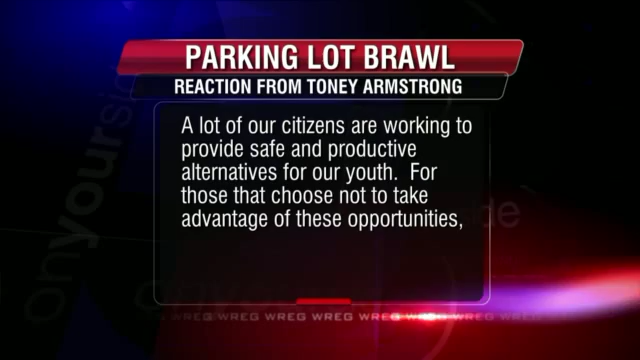 PARKING LOT BRAWL
REACTION FROM TONEY ARMSTRONG
A lot of our citizens are working to
provide safe and productive
alternatives for our youth.  For
those that choose not to take
advantage of these opportunities,
Onyourside
side
WREG WREG WREG WREG WREG WREG WREG